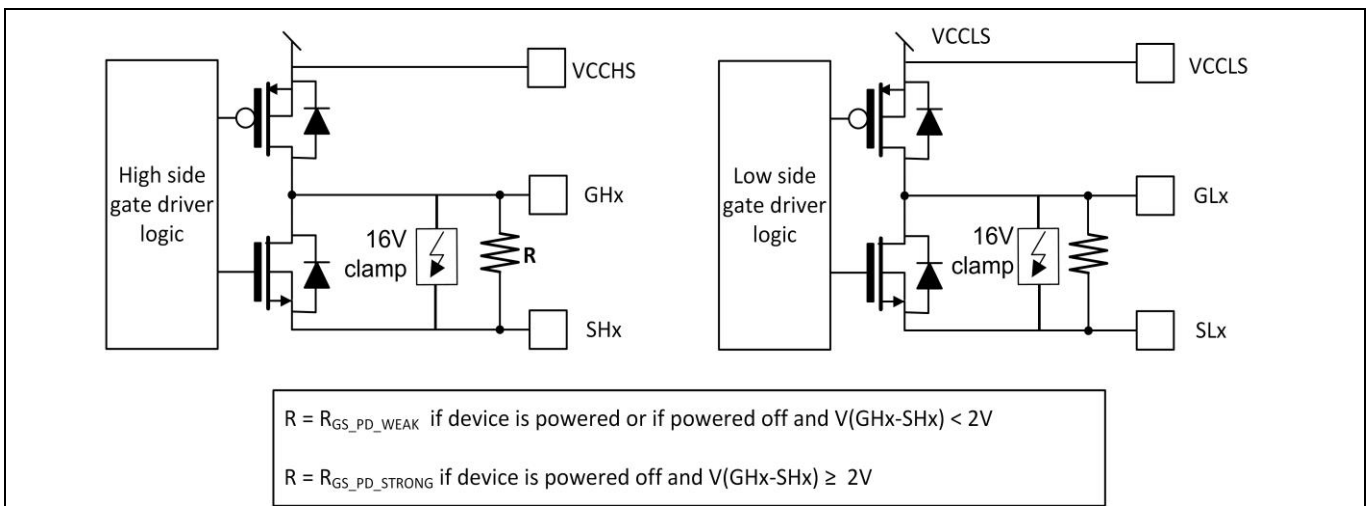 VCCHS
High side
gate driver
logic
16V
clamp
R
GHx
SHx
VCCLS
VCCLS
Low side
gate driver
logic
16V
clamp
GLx
SLx
R = RGS_PD_WEAK if device is powered or if powered off and V(GHx-SHx) < 2V
R = RGS_PD_STRONG if device is powered off and V(GHx-SHx) ≥ 2V